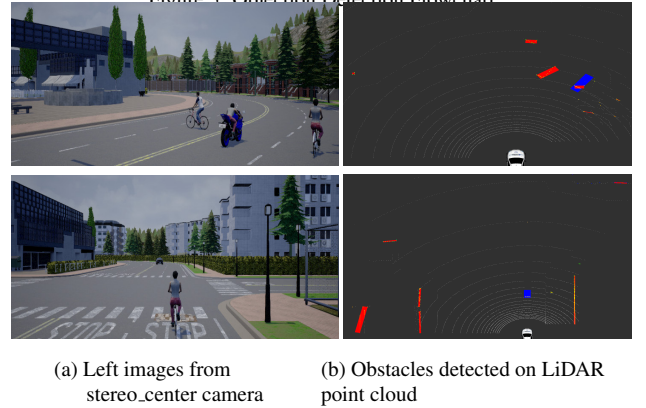 STOP STOP
(a) Left images from
stereo_center camera
(b) Obstacles detected on LiDAR
point cloud